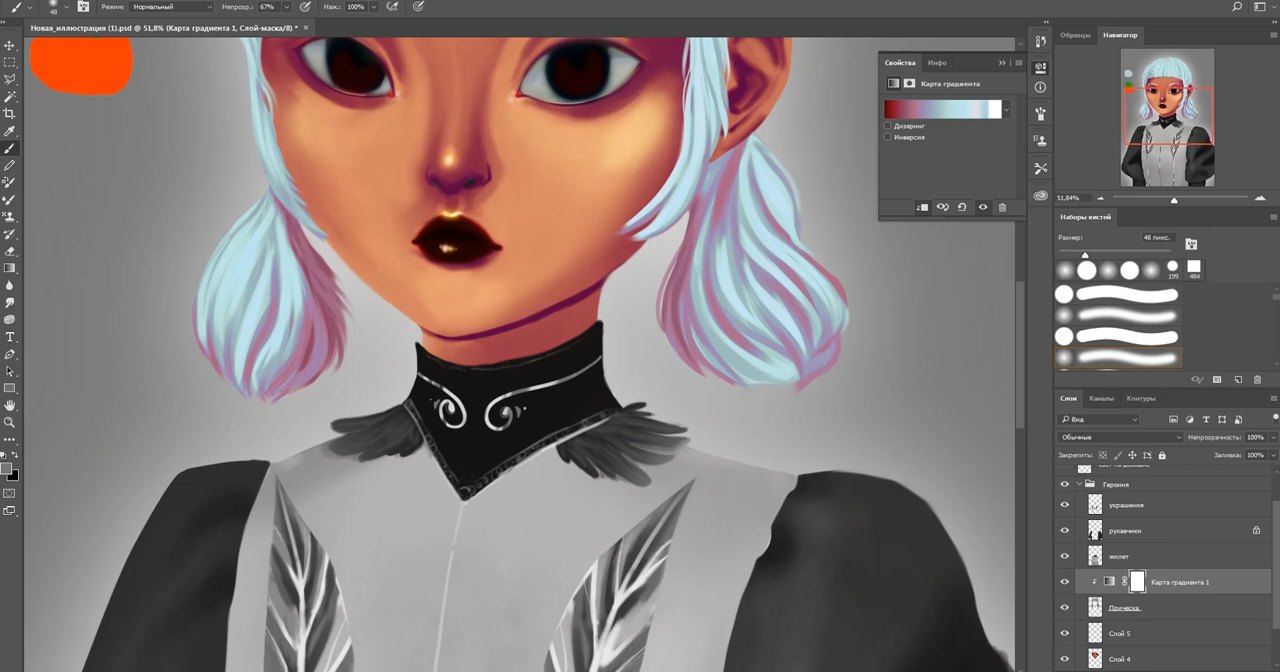 Режим: Нормальный Непрозр.: 67% Наж.: 100%
Новая_иллюстрация (1).psd @ 51,8% (Карта градиента 1, Слой-маска/8) * ×
Свойства Инфо
Карта градиента
Дизеринг
Инверсия
Образцы Навигатор
51,84%
Наборы кистей
Размер: 48 пикс.
199 484
48
Слои Каналы Контуры
Вид
Обычные Непрозрачность: 100%
Закрепить: Заливка: 100%
Героиня
украшения
рукавчики
жилет
Карта градиента 1
Прическа
Слой 5
Слой 4